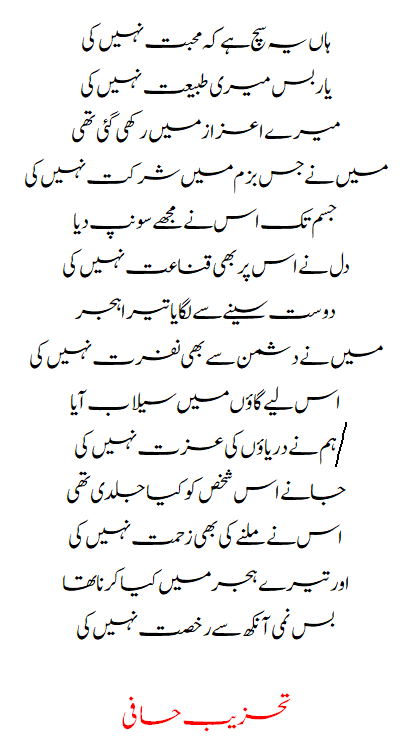 ہاں یہ سچ ہے کہ محبت نہیں کی
یار بس میری طبیعت نہیں کی
میرے اعزاز میں رکھی گئی تھی
میں نے جس بزم میں شرکت نہیں کی
جسم تک اس نے مجھے سونپ دیا
دل نے اس پر بھی قناعت نہیں کی
دوست سینے سے لگایا تیرا ہجر
میں نے دشمن سے بھی نفرت نہیں کی
اس لیے گاؤں میں سیلاب آیا
/ہم نے دریاؤں کی عزت نہیں کی
جانے اس شخص کو کیا جلدی تھی
اس نے ملنے کی بھی زحمت نہیں کی
اور تیرے ہجر میں کیا کرنا تھا
بس نمی آنکھ سے رخصت نہیں کی
تحزیب حافی